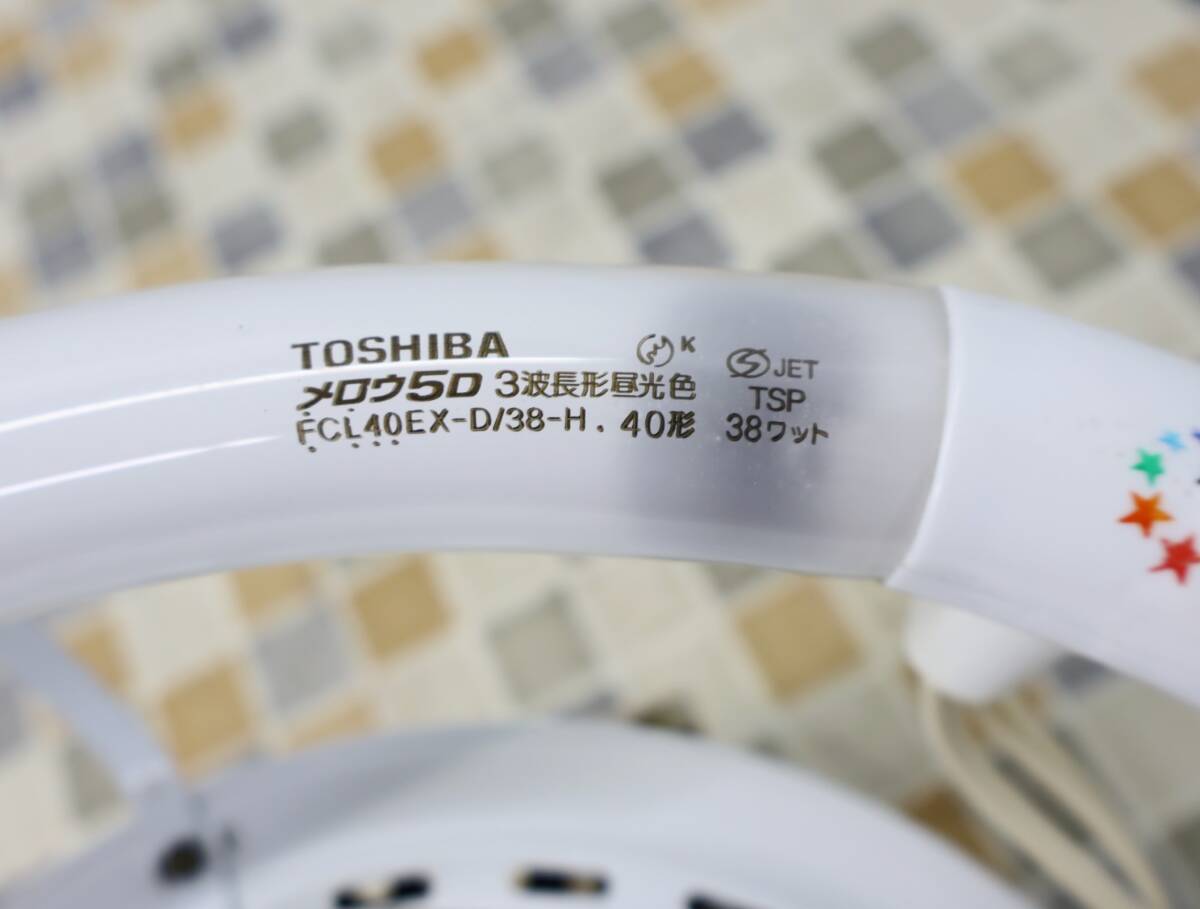 TOSHIBA K
メロウ5D 3波長形昼光色
FCL40EX-D/38-H. 40形
JET
TSP
38ワット